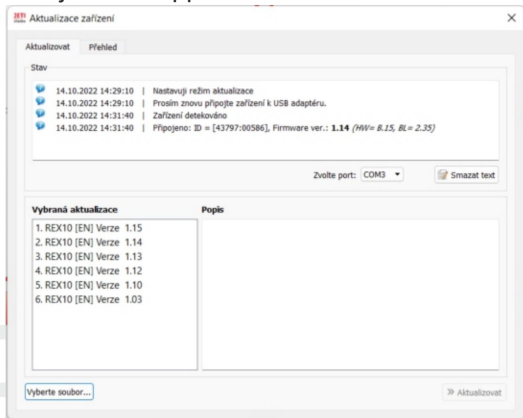 JETI
Aktualizace zařízení
Aktualizovat Přehled
Stav
14.10.2022 14:29:10 | Nastavuji režim aktualizace
14.10.2022 14:29:10 | Prosím znovu připojte zařízení k USB adaptéru.
14.10.2022 14:31:40 | Zařízení detekováno
14.10.2022 14:31:40 | Připojeno: ID = [43797:00586], Firmware ver.: 1.14 (HW= 8.15, BL= 2.35)
Zvolte port: COM3 Smazat text
Vybraná aktualizace Popis
1. REX10 [EN] Verze 1.15
2. REX10 [EN] Verze 1.14
3. REX10 [EN] Verze 1.13
4. REX10 [EN] Verze 1.12
5. REX10 [EN] Verze 1.10
6. REX10 [EN] Verze 1.03
Vyberte soubor... Aktualizovat